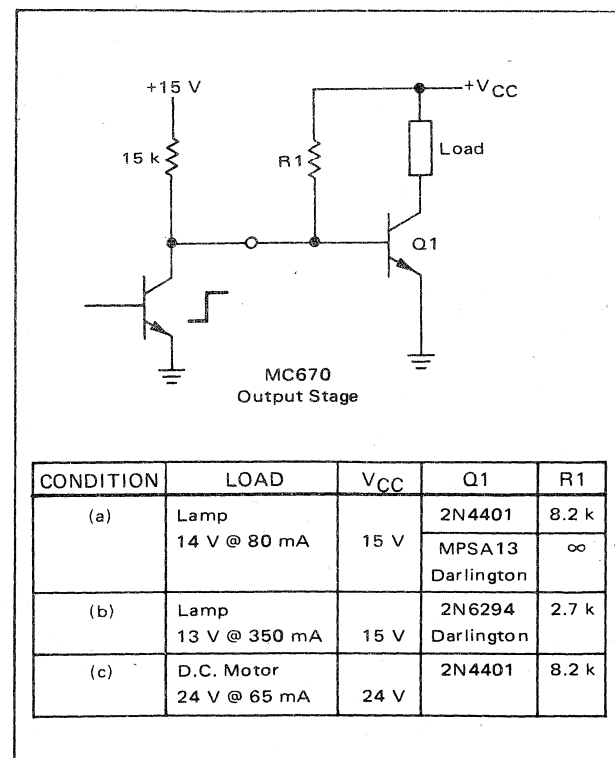 +15 V
+VCC
15 k
R1
Load
Q1
MC670
Output Stage
CONDITION LOAD VCC Q1 R1
(a) Lamp 2N4401 8.2 k
14 V @ 80 mA 15 V MPSA13 ∞
Darlington
(b) Lamp 2N6294 2.7 k
13 V @ 350 mA 15 V Darlington
(c) D.C. Motor 2N4401 8.2 k
24 V @ 65 mA 24 V